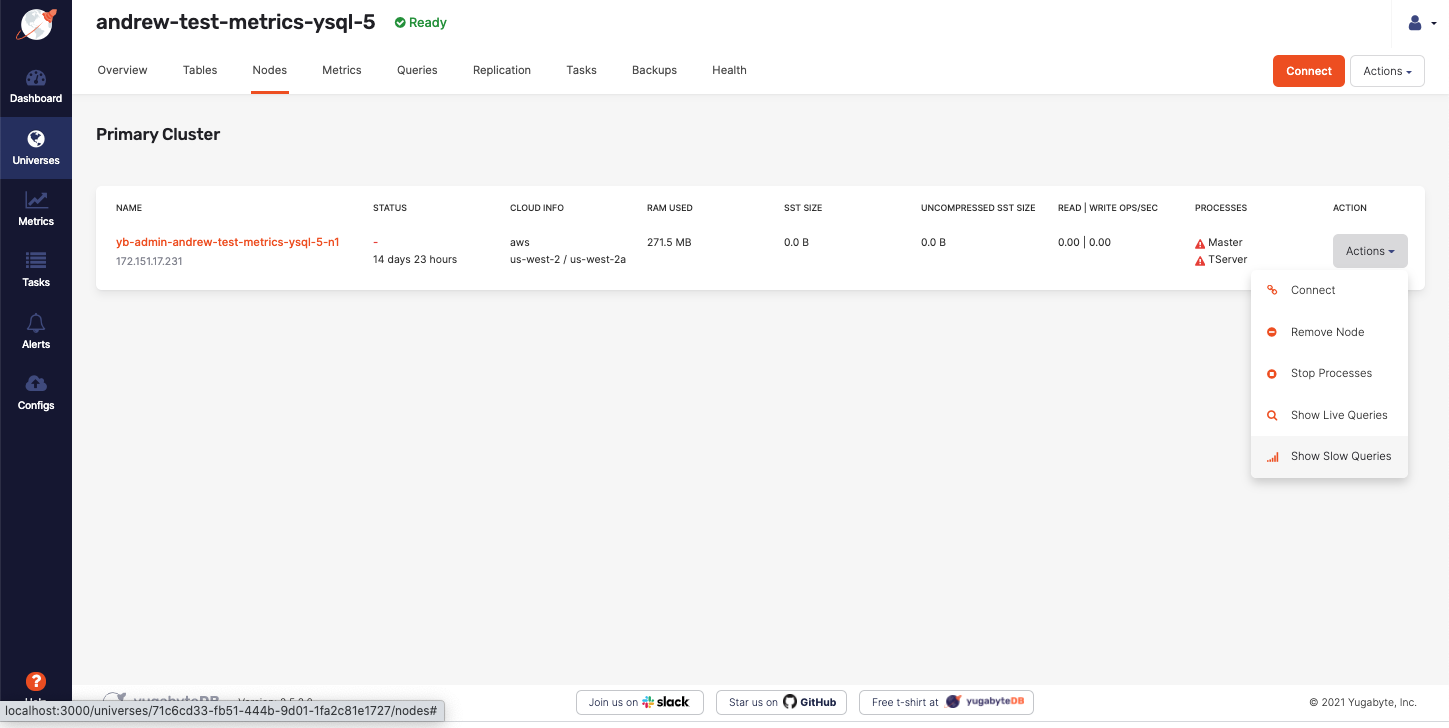 andrew-test-metrics-ysql-5 Ready
Overview Tables Nodes Metrics Queries Replication Tasks Backups Health Connect Actions
Dashboard
Universes
Metrics
Tasks
Alerts
Configs
Primary Cluster
NAME STATUS CLOUD INFO RAM USED SST SIZE UNCOMPRESSED SST SIZE READ | WRITE OPS/SEC PROCESSES ACTION
yb-admin-andrew-test-metrics-ysql-5-n1 - aws 271.5 MB 0.0 B 0.0 B 0.00 | 0.00 Master Actions
172.151.17.231 14 days 23 hours us-west-2 / us-west-2a TServer
Connect
Remove Node
Stop Processes
Show Live Queries
Show Slow Queries
?
yugabyteDB
Join us on slack Star us on GitHub Free t-shirt at yugabyteDB © 2021 Yugabyte, Inc.
localhost:3000/universes/71c6cd33-fb51-444b-9d01-1fa2c81e1727/nodes#